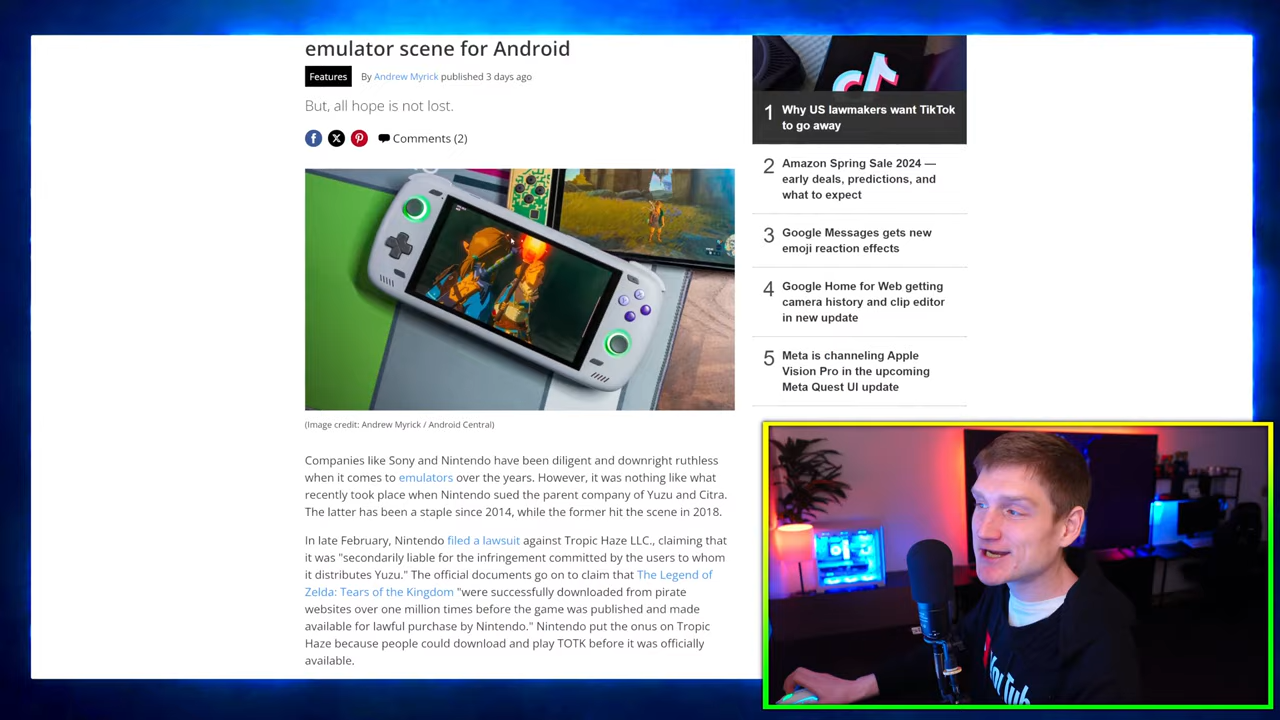 emulator scene for Android
Features
By Andrew Myrick published 3 days ago
But, all hope is not lost.
Comments (2)
(Image credit: Andrew Myrick / Android Central)
Companies like Sony and Nintendo have been diligent and downright ruthless
when it comes to emulators over the years. However, it was nothing like what
recently took place when Nintendo sued the parent company of Yuzu and Citra.
The latter has been a staple since 2014, while the former hit the scene in 2018.
In late February, Nintendo filed a lawsuit against Tropic Haze LLC., claiming that
it was "secondarily liable for the infringement committed by the users to whom
it distributes Yuzu." The official documents go on to claim that The Legend of
Zelda: Tears of the Kingdom "were successfully downloaded from pirate
websites over one million times before the game was published and made
available for lawful purchase by Nintendo." Nintendo put the onus on Tropic
Haze because people could download and play TOTK before it was officially
available.
1 Why US lawmakers want TikTok
to go away
2 Amazon Spring Sale 2024 —
early deals, predictions, and
what to expect
3 Google Messages gets new
emoji reaction effects
4 Google Home for Web getting
camera history and clip editor
in new update
5 Meta is channeling Apple
Vision Pro in the upcoming
Meta Quest UI update
YouTub